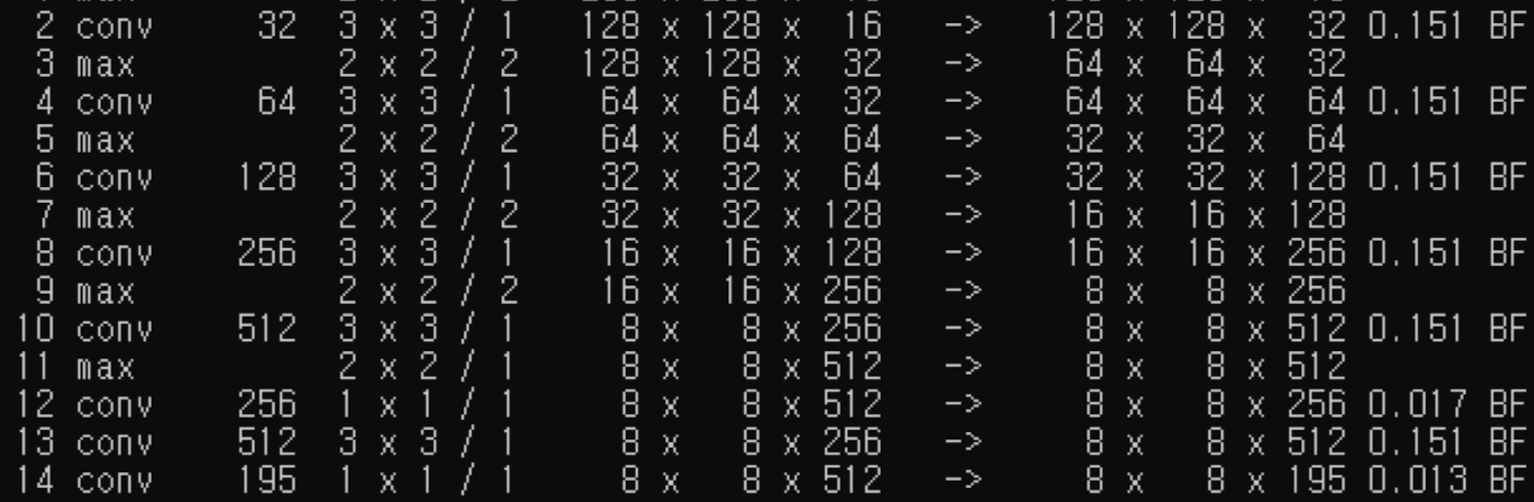 2 conv 32 3 x 3 / 1 128 x 128 x 16 -> 128 x 128 x 32 0.151 BF
3 max 2 x 2 / 2 128 x 128 x 32 -> 64 x 64 x 32
4 conv 64 3 x 3 / 1 64 x 64 x 32 -> 64 x 64 x 64 0.151 BF
5 max 2 x 2 / 2 64 x 64 x 64 -> 32 x 32 x 64
6 conv 128 3 x 3 / 1 32 x 32 x 64 -> 32 x 32 x 128 0.151 BF
7 max 2 x 2 / 2 32 x 32 x 128 -> 16 x 16 x 128
8 conv 256 3 x 3 / 1 16 x 16 x 128 -> 16 x 16 x 256 0.151 BF
9 max 2 x 2 / 2 16 x 16 x 256 -> 8 x 8 x 256
10 conv 512 3 x 3 / 1 8 x 8 x 256 -> 8 x 8 x 512 0.151 BF
11 max 2 x 2 / 1 8 x 8 x 512 -> 8 x 8 x 512
12 conv 256 1 x 1 / 1 8 x 8 x 512 -> 8 x 8 x 256 0.017 BF
13 conv 512 3 x 3 / 1 8 x 8 x 256 -> 8 x 8 x 512 0.151 BF
14 conv 195 1 x 1 / 1 8 x 8 x 512 -> 8 x 8 x 195 0.013 BF